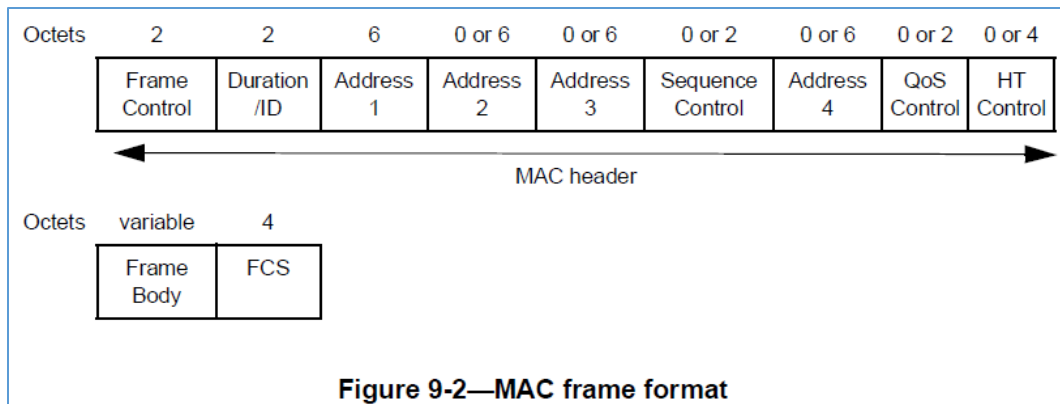 Octets 2 2 6 0 or 6 0 or 6 0 or 2 0 or 6 0 or 2 0 or 4
Frame Duration Address Address Address Sequence Address QoS HT
Control /ID 1 2 3 Control 4 Control Control
MAC header
Octets variable 4
Frame FCS
Body
Figure 9-2—MAC frame format